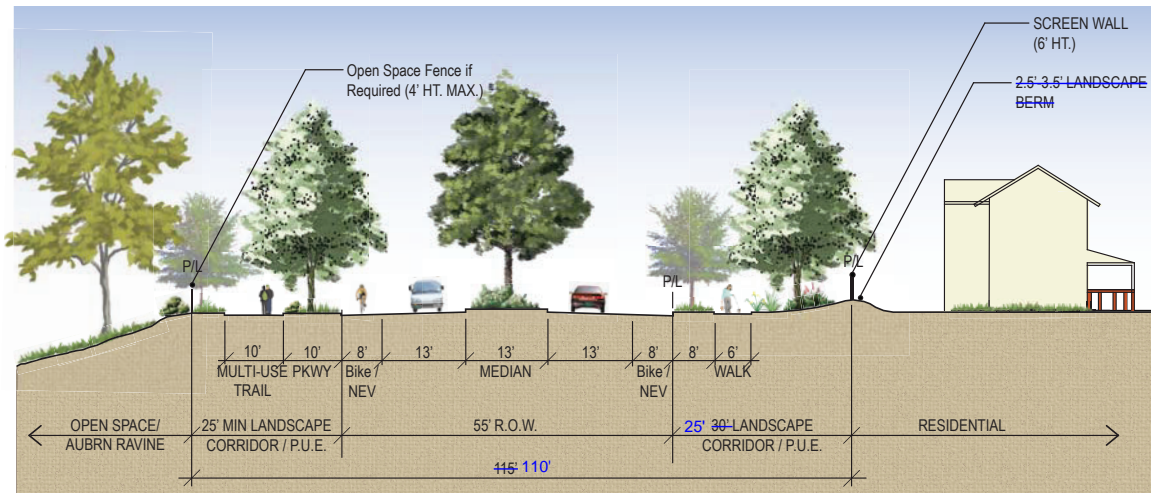 SCREEN WALL
(6' HT.)
Open Space Fence if
Required (4' HT. MAX.)
2.5'-3.5' LANDSCAPE
BERM
P/L
P/L
P/L
10'
10'
8'
13'
13'
13'
8'
8'
6'
MULTI-USE
TRAIL
PKWY
Bike /
NEV
MEDIAN
Bike /
NEV
WALK
OPEN SPACE/
AUBRN RAVINE
25' MIN LANDSCAPE
CORRIDOR / P.U.E.
55' R.O.W.
25' 30' LANDSCAPE
CORRIDOR / P.U.E.
RESIDENTIAL
115' 110'